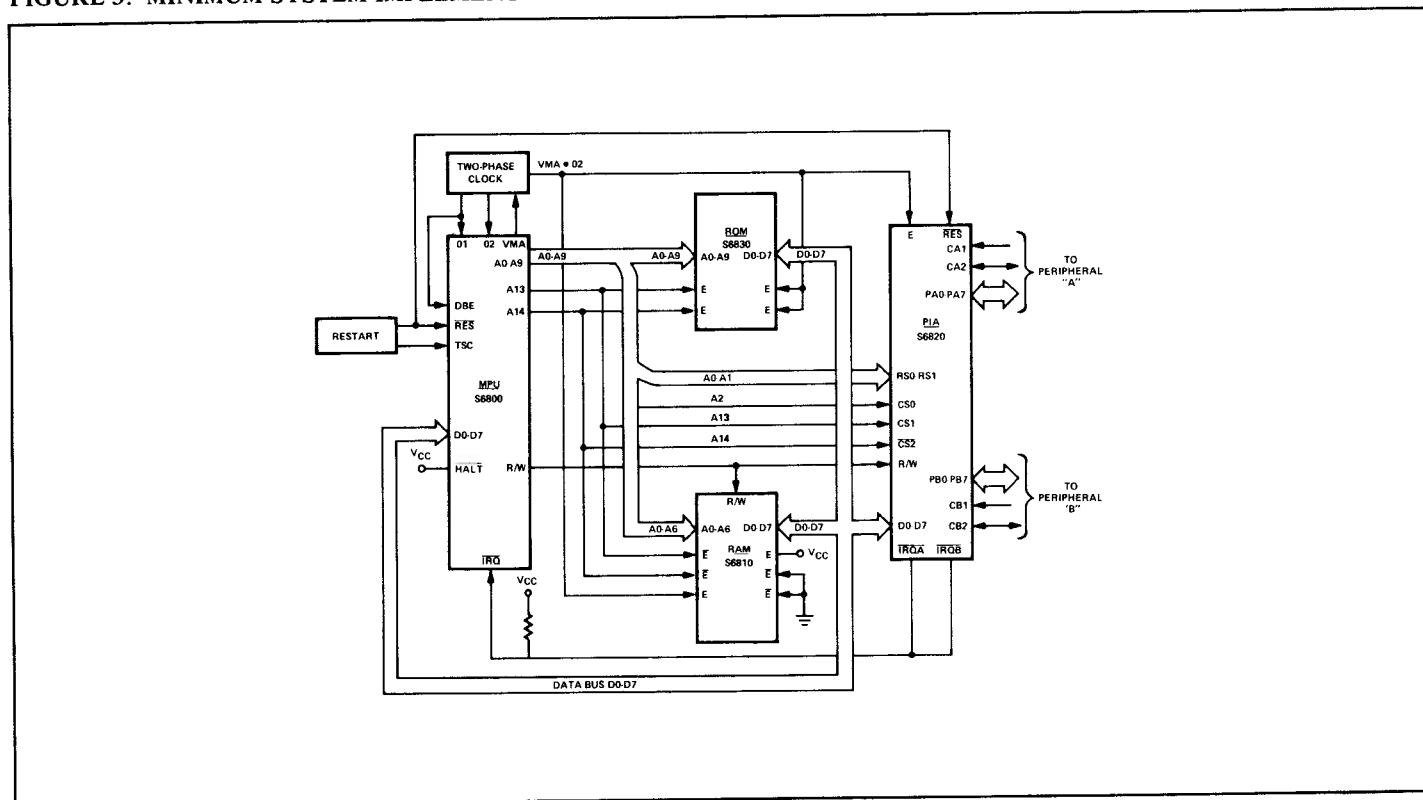 FIGURE 3. MINIMUM SYSTEM IMPLEMENT
TWO-PHASE
CLOCK
VMA • 02
01 02 VMA
A0-A9
A13
A14
DBE
RES
TSC
RESTART
MPU
S6800
D0-D7
VCC
HALT
R/W
IRQ
VCC
A0-A9
A0-A9
ROM
S6830
A0-A9 D0-D7
E E
E E
D0-D7
A0-A1
A2
A13
A14
R/W
A0-A6
A0-A6 D0-D7
D0-D7
RAM
S6810
E E
VCC
E E
E E
E RES
CA1
CA2
PA0-PA7
PIA
S6820
RS0 RS1
CS0
CS1
CS2
R/W
PB0 PB7
CB1
D0-D7 CB2
IRQA IRQB
TO
PERIPHERAL
"A"
TO
PERIPHERAL
'B"
DATA BUS D0-D7